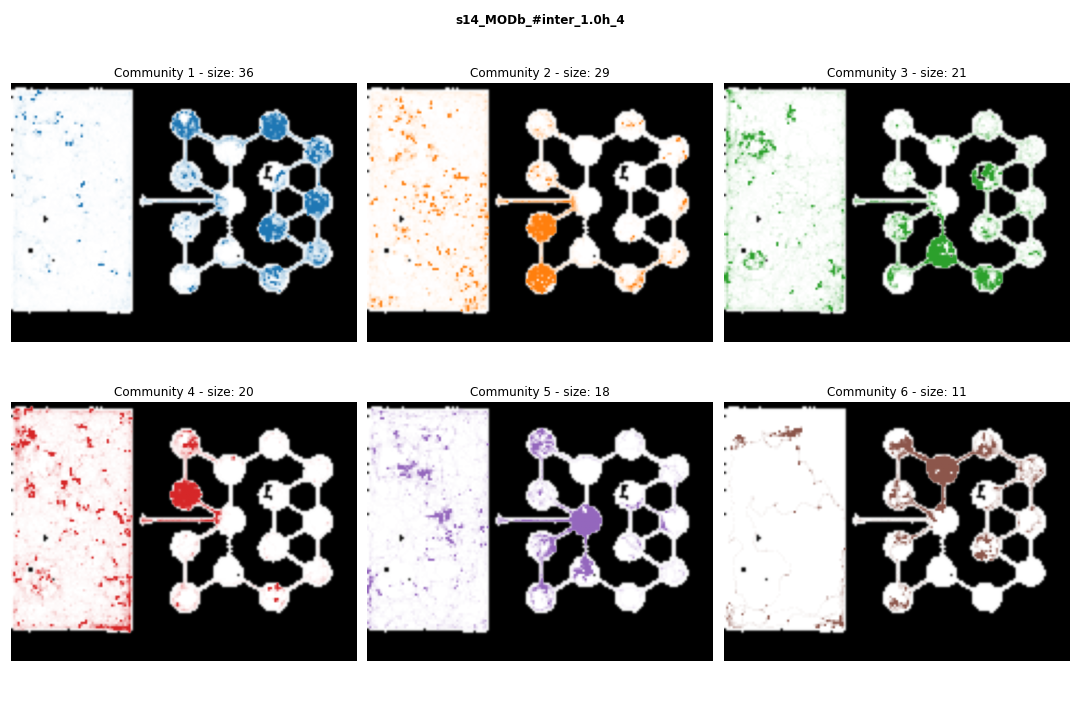 s14_MODb_#inter_1.0h_4
Community 1 - size: 36
Community 2 - size: 29
Community 3 - size: 21
Community 4 - size: 20
Community 5 - size: 18
Community 6 - size: 11